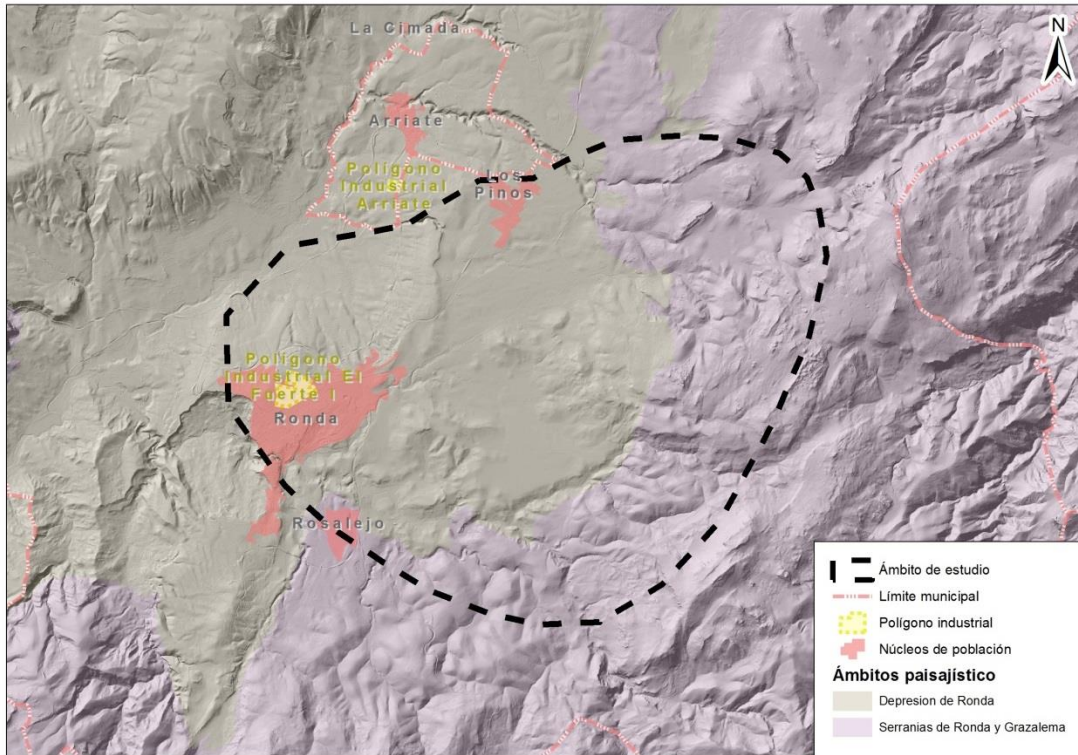 N
La Cimada
Arriate
Polígono
Industrial
Arriate
Los
Pinos
Polígono
Industrial El
Fuerte I
Ronda
Rosalejo
Ámbito de estudio
Límite municipal
Polígono industrial
Núcleos de población
Ámbitos paisajístico
Depresion de Ronda
Serranias de Ronda y Grazalema